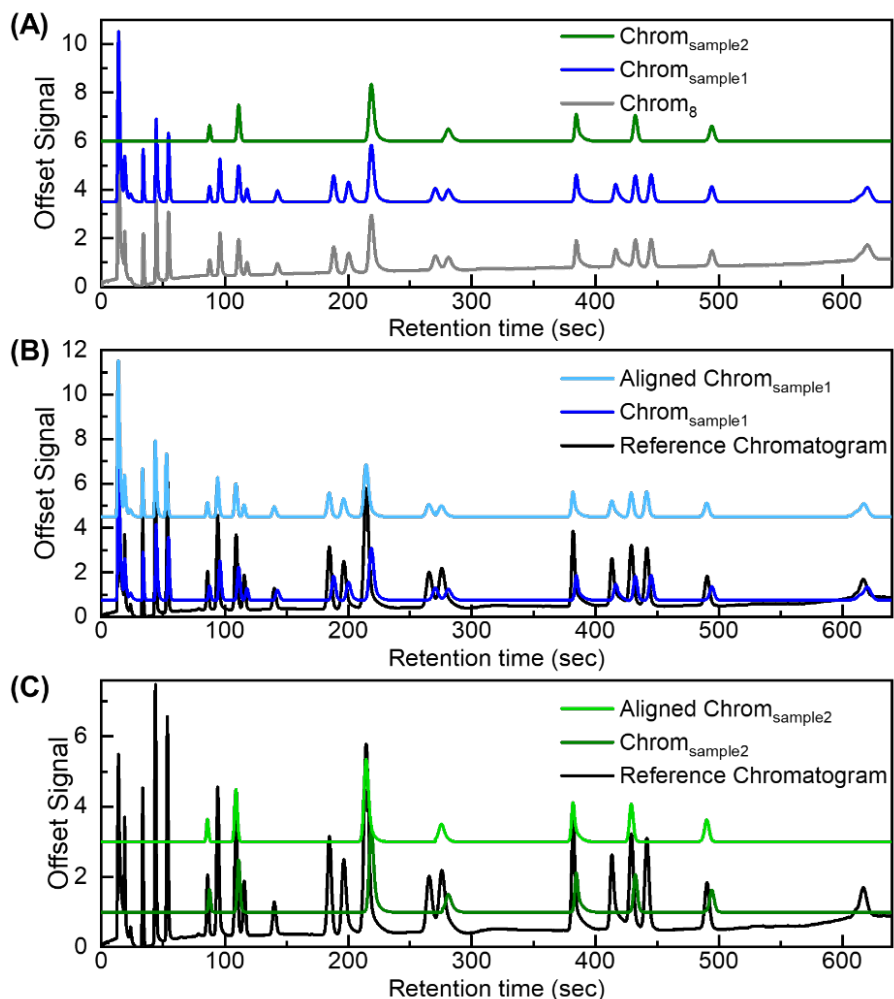 (A)
Chromsample2
Chromsample1
Chrom8
10
8
6
4
2
0
Offset Signal
0 100 200 300 400 500 600
Retention time (sec)
(B)
Aligned Chromsample1
Chromsample1
Reference Chromatogram
12
10
8
6
4
2
0
Offset Signal
0 100 200 300 400 500 600
Retention time (sec)
(C)
Aligned Chromsample2
Chromsample2
Reference Chromatogram
6
4
2
0
Offset Signal
0 100 200 300 400 500 600
Retention time (sec)